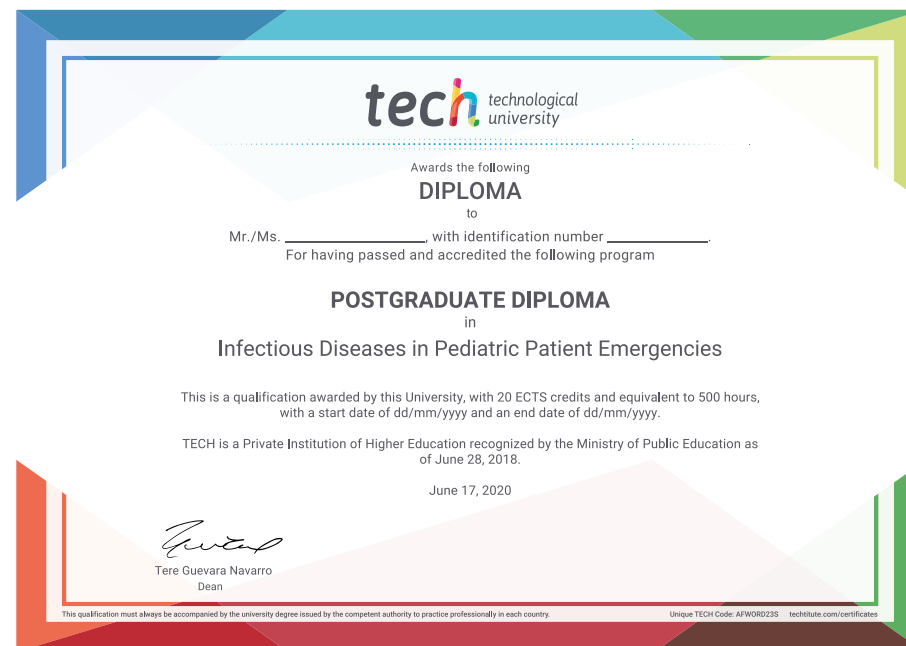 tech technological
university
Awards the following
DIPLOMA
to
Mr./Ms. ____________________, with identification number ______________.
For having passed and accredited the following program
POSTGRADUATE DIPLOMA
in
Infectious Diseases in Pediatric Patient Emergencies
This is a qualification awarded by this University, with 20 ECTS credits and equivalent to 500 hours,
with a start date of dd/mm/yyyy and an end date of dd/mm/yyyy.
TECH is a Private Institution of Higher Education recognized by the Ministry of Public Education as
of June 28, 2018.
June 17, 2020
Tere Guevara Navarro
Dean
This qualification must always be accompanied by the university degree issued by the competent authority to practice professionally in each country.
Unique TECH Code: AFWORD23S techtitute.com/certificates